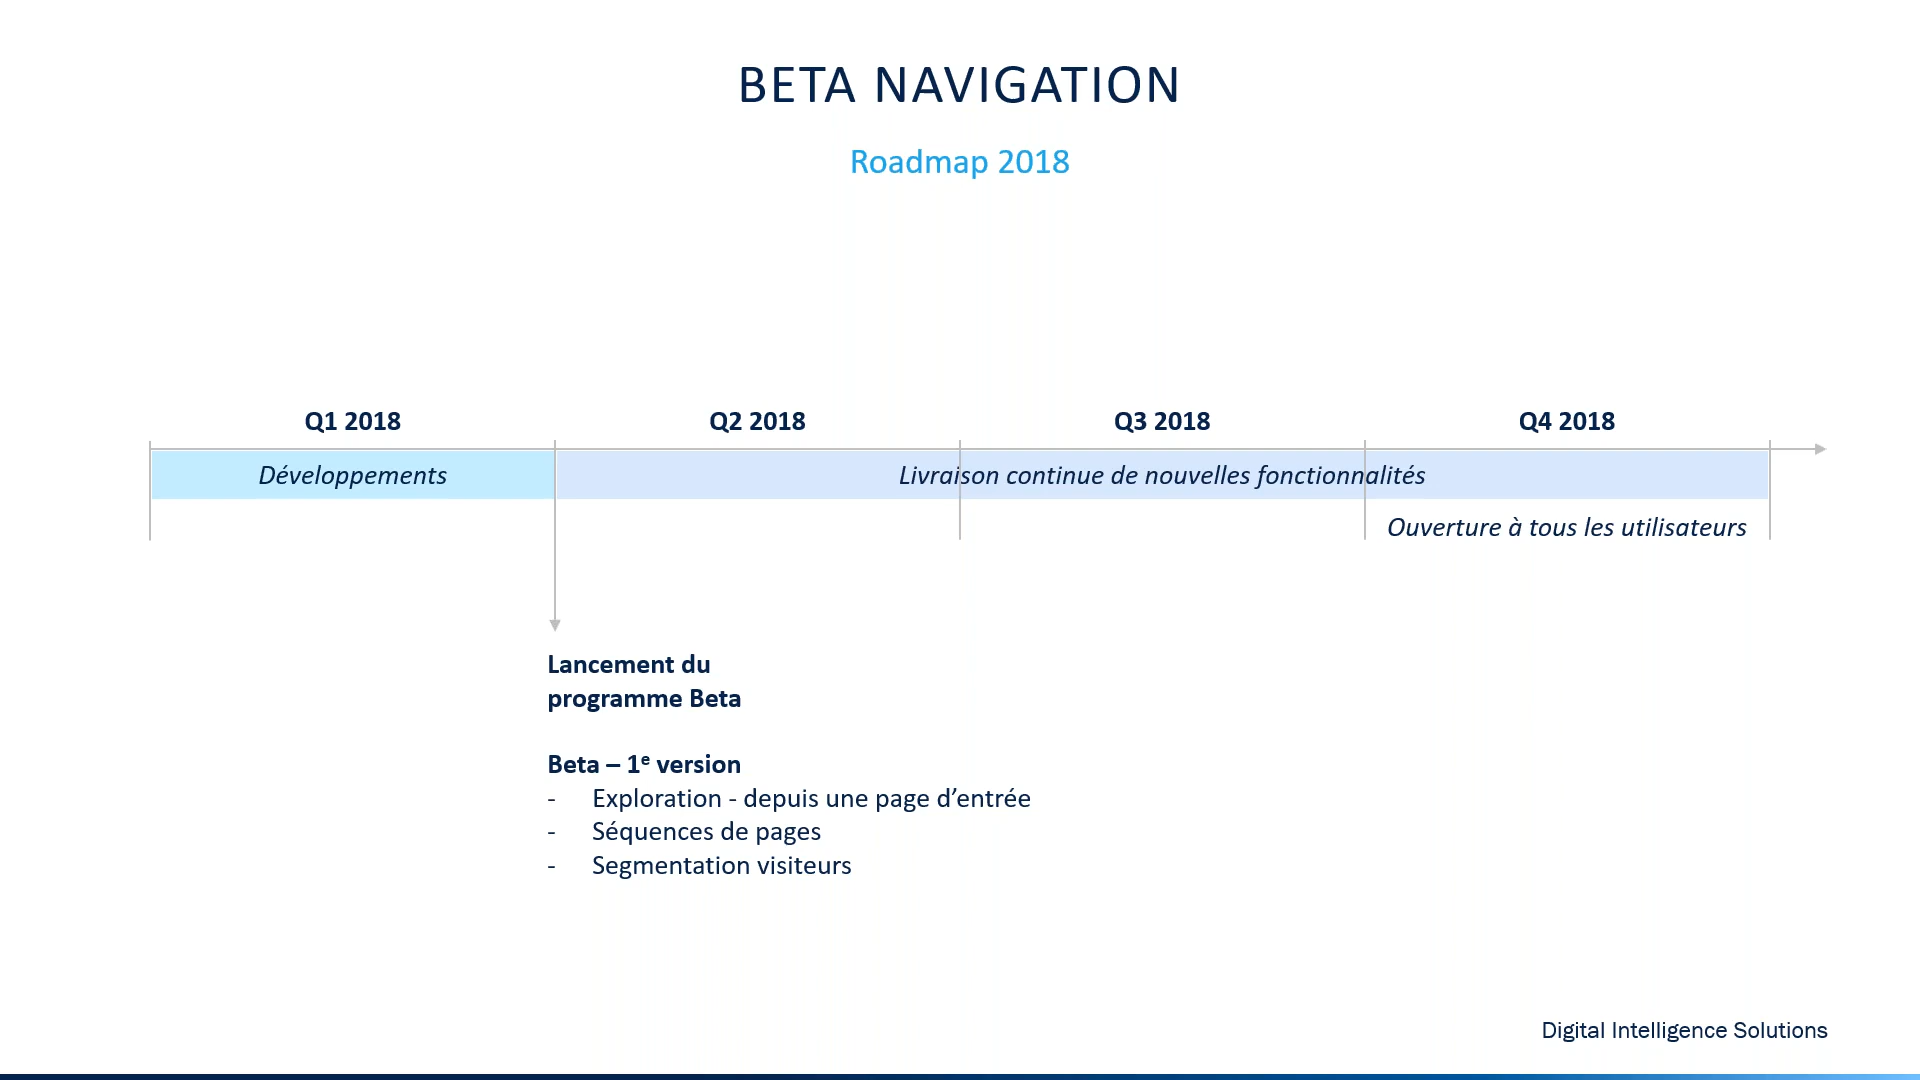 BETA NAVIGATION
Roadmap 2018
Q1 2018
Q2 2018
Q3 2018
Q4 2018
Développements
Livraison continue de nouvelles fonctionnalités
Ouverture à tous les utilisateurs
Lancement du
programme Beta
Beta – 1e version
- Exploration - depuis une page d’entrée
- Séquences de pages
- Segmentation visiteurs
Digital Intelligence Solutions